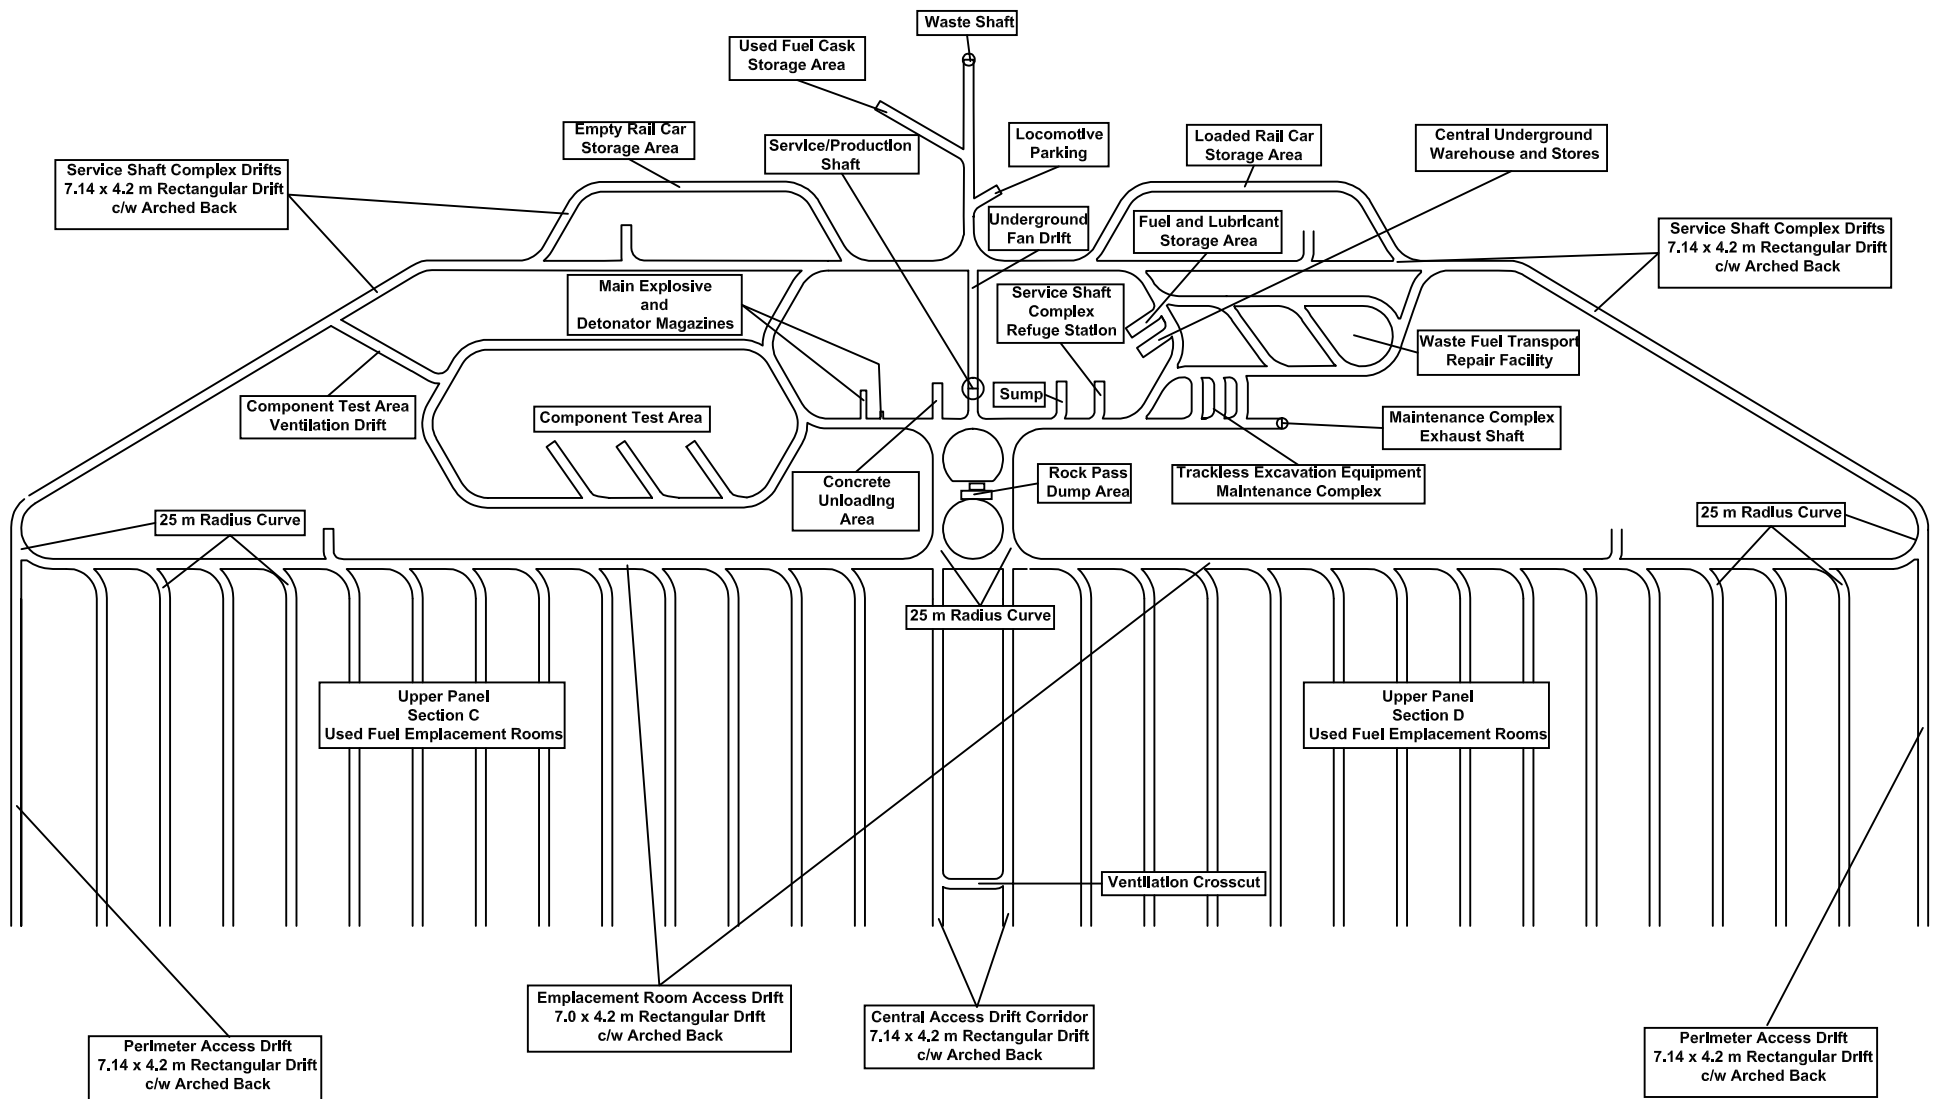 Waste Shaft
Used Fuel Cask
Storage Area
Empty Rail Car
Storage Area
Service/Production
Shaft
Locomotive
Parking
Loaded Rail Car
Storage Area
Central Underground
Warehouse and Stores
Service Shaft Complex Drifts
7.14 x 4.2 m Rectangular Drift
c/w Arched Back
Underground
Fan Drift
Fuel and Lubricant
Storage Area
Service Shaft Complex Drifts
7.14 x 4.2 m Rectangular Drift
c/w Arched Back
Main Explosive
and
Detonator Magazines
Service Shaft
Complex
Refuge Station
Waste Fuel Transport
Repair Facility
Component Test Area
Ventilation Drift
Component Test Area
Sump
Maintenance Complex
Exhaust Shaft
Concrete
Unloading
Area
Rock Pass
Dump Area
Trackless Excavation Equipment
Maintenance Complex
25 m Radius Curve
25 m Radius Curve
25 m Radius Curve
Upper Panel
Section C
Used Fuel Emplacement Rooms
Upper Panel
Section D
Used Fuel Emplacement Rooms
Ventilation Crosscut
Emplacement Room Access Drift
7.0 x 4.2 m Rectangular Drift
c/w Arched Back
Central Access Drift Corridor
7.14 x 4.2 m Rectangular Drift
c/w Arched Back
Perimeter Access Drift
7.14 x 4.2 m Rectangular Drift
c/w Arched Back
Perimeter Access Drift
7.14 x 4.2 m Rectangular Drift
c/w Arched Back